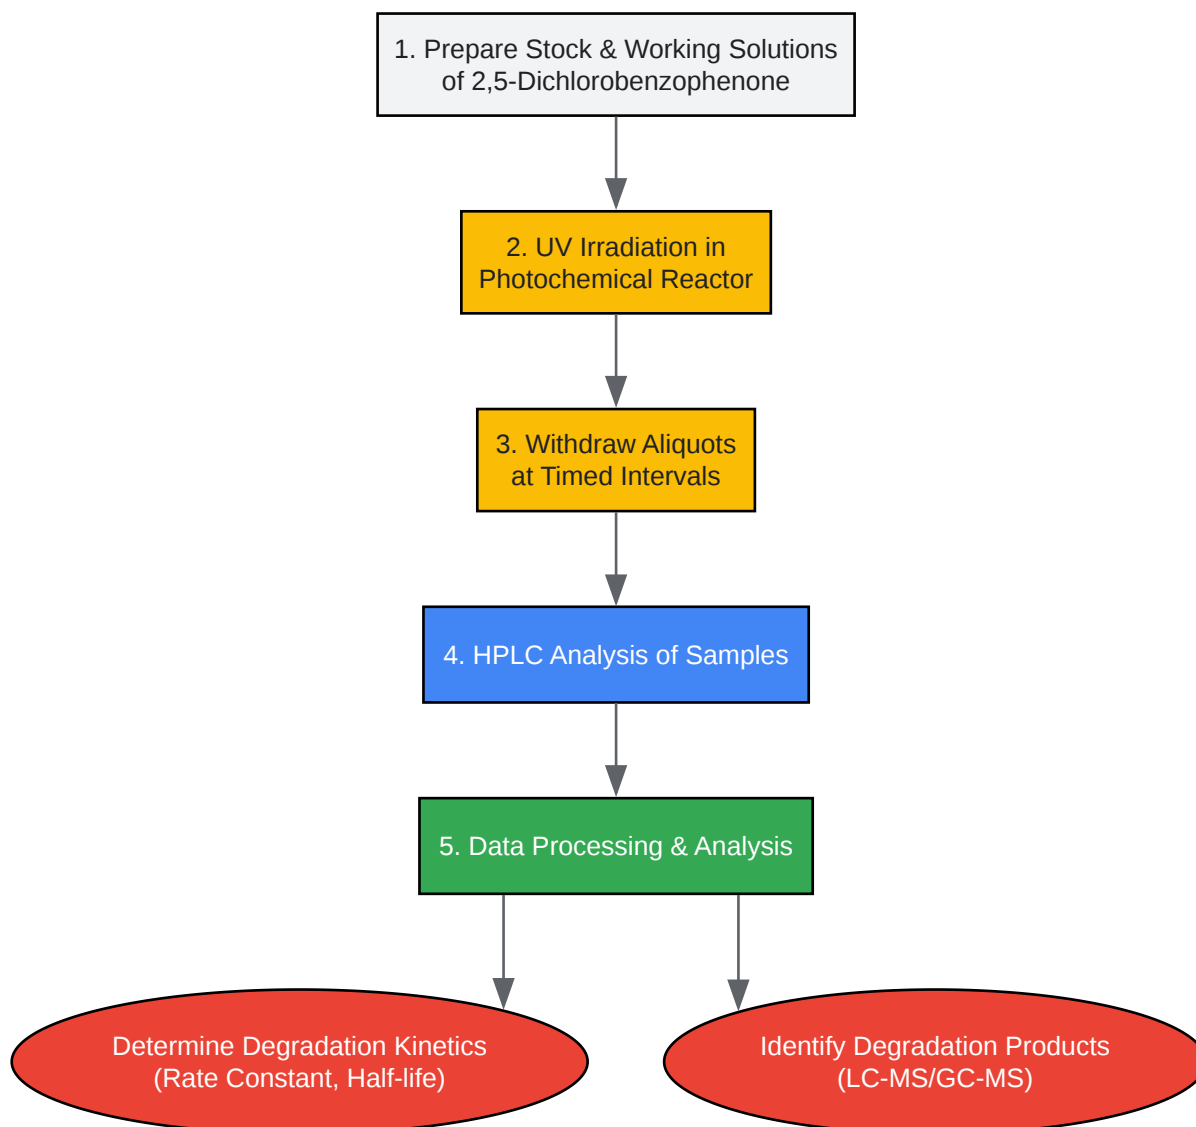 1. Prepare Stock & Working Solutions
of 2,5-Dichlorobenzophenone
2. UV Irradiation in
Photochemical Reactor
3. Withdraw Aliquots
at Timed Intervals
4. HPLC Analysis of Samples
5. Data Processing & Analysis
Determine Degradation Kinetics
(Rate Constant, Half-life)
Identify Degradation Products
(LC-MS/GC-MS)